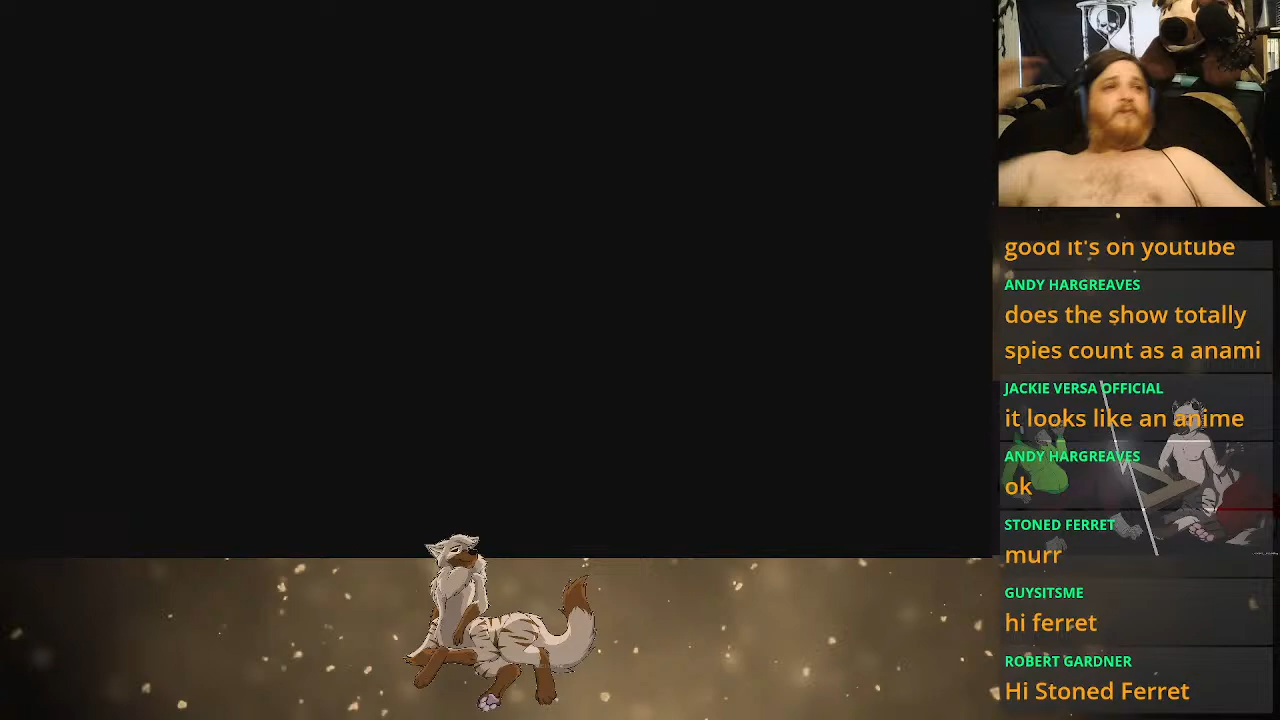 good it's on youtube
ANDY HARGREAVES
does the show totally
spies count as a anami
JACKIE VERSA OFFICIAL
it looks like an anime
ANDY HARGREAVES
ok
STONED FERRET
murr
GUYSITSME
hi ferret
ROBERT GARDNER
Hi Stoned Ferret